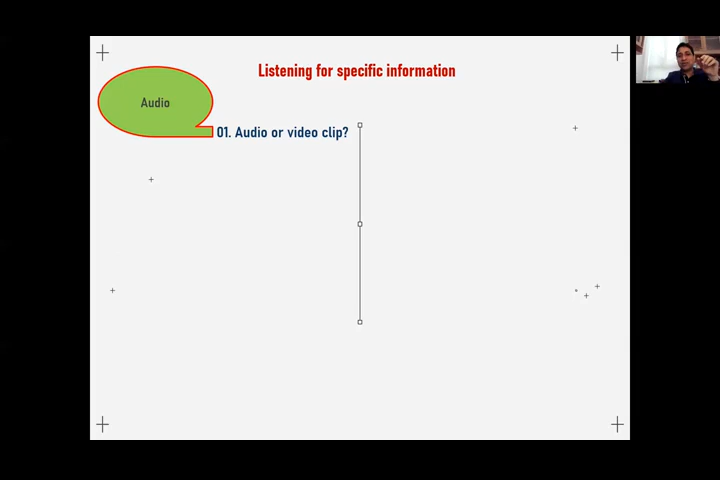 Listening for specific information
Audio
01. Audio or video clip?